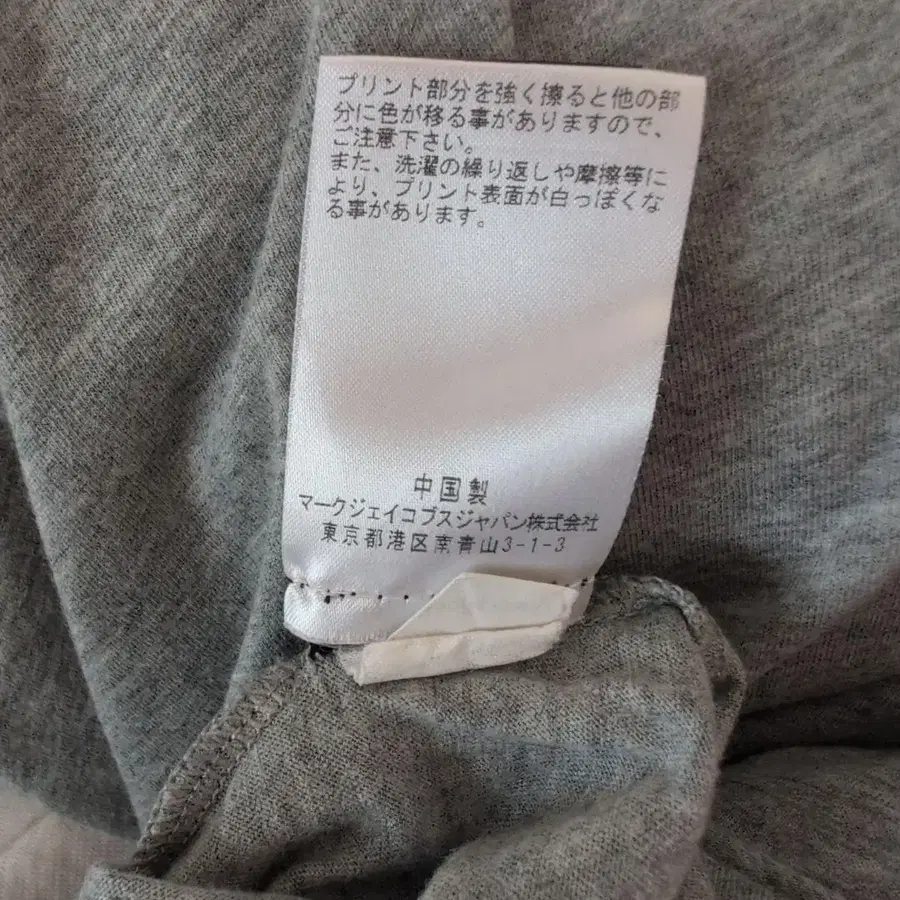 プリント部分を強く擦ると他の部
分に色が移る事がありますので、
ご注意下さい。
また、洗濯の繰り返しや摩擦等に
より、プリント表面が白っぽくな
る事があります。
中国製
マークジェイコブスジャパン株式会社
東京都港区南青山3-1-3